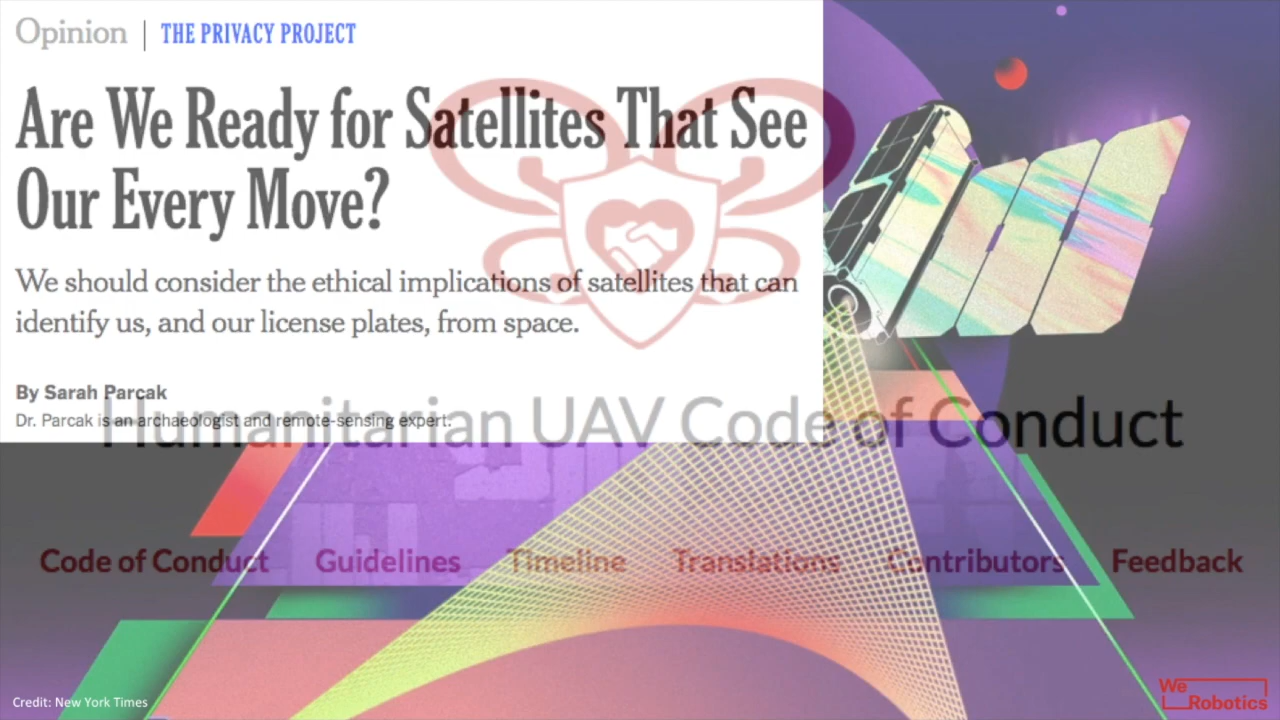 Opinion | THE PRIVACY PROJECT
Are We Ready for Satellites That See
Our Every Move?
We should consider the ethical implications of satellites that can
identify us, and our license plates, from space.
By Sarah Parcak
Dr. Parcak is an archaeologist and remote-sensing expert.
Humanitarian UAV Code of Conduct
Code of Conduct Guidelines Timeline Translations Contributors Feedback
Credit: New York Times
We
Robotics